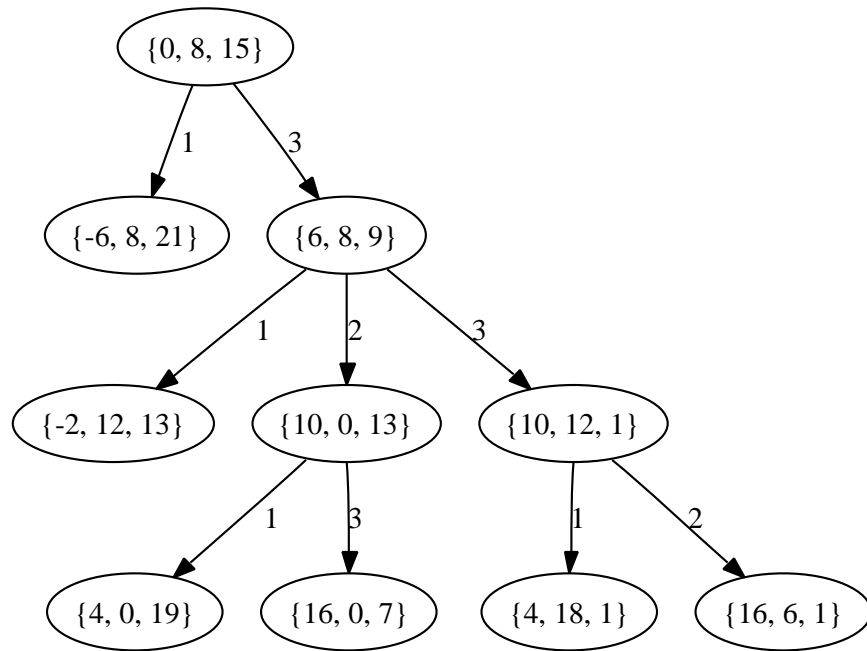 {0, 8, 15}
1
3
{-6, 8, 21}
{6, 8, 9}
1
2
3
{-2, 12, 13}
{10, 0, 13}
{10, 12, 1}
1
3
1
2
{4, 0, 19}
{16, 0, 7}
{4, 18, 1}
{16, 6, 1}